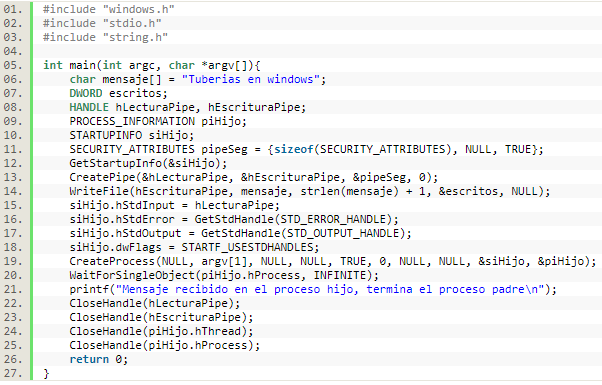 01. #include "windows.h"
02. #include "stdio.h"
03. #include "string.h"
04.
05. int main(int argc, char *argv[]){
06. char mensaje[] = "Tuberias en windows";
07. DWORD escritos;
08. HANDLE hLecturaPipe, hEscrituraPipe;
09. PROCESS_INFORMATION piHijo;
10. STARTUPINFO siHijo;
11. SECURITY_ATTRIBUTES pipeSeg = {sizeof(SECURITY_ATTRIBUTES), NULL, TRUE};
12. GetStartupInfo(&siHijo);
13. CreatePipe(&hLecturaPipe, &hEscrituraPipe, &pipeSeg, 0);
14. WriteFile(hEscrituraPipe, mensaje, strlen(mensaje) + 1, &escritos, NULL);
15. siHijo.hStdInput = hLecturaPipe;
16. siHijo.hStdError = GetStdHandle(STD_ERROR_HANDLE);
17. siHijo.hStdOutput = GetStdHandle(STD_OUTPUT_HANDLE);
18. siHijo.dwFlags = STARTF_USESTDHANDLES;
19. CreateProcess(NULL, argv[1], NULL, NULL, TRUE, 0, NULL, NULL, &siHijo, &piHijo);
20. WaitForSingleObject(piHijo.hProcess, INFINITE);
21. printf("Mensaje recibido en el proceso hijo, termina el proceso padre\n");
22. CloseHandle(hLecturaPipe);
23. CloseHandle(hEscrituraPipe);
24. CloseHandle(piHijo.hThread);
25. CloseHandle(piHijo.hProcess);
26. return 0;
27. }